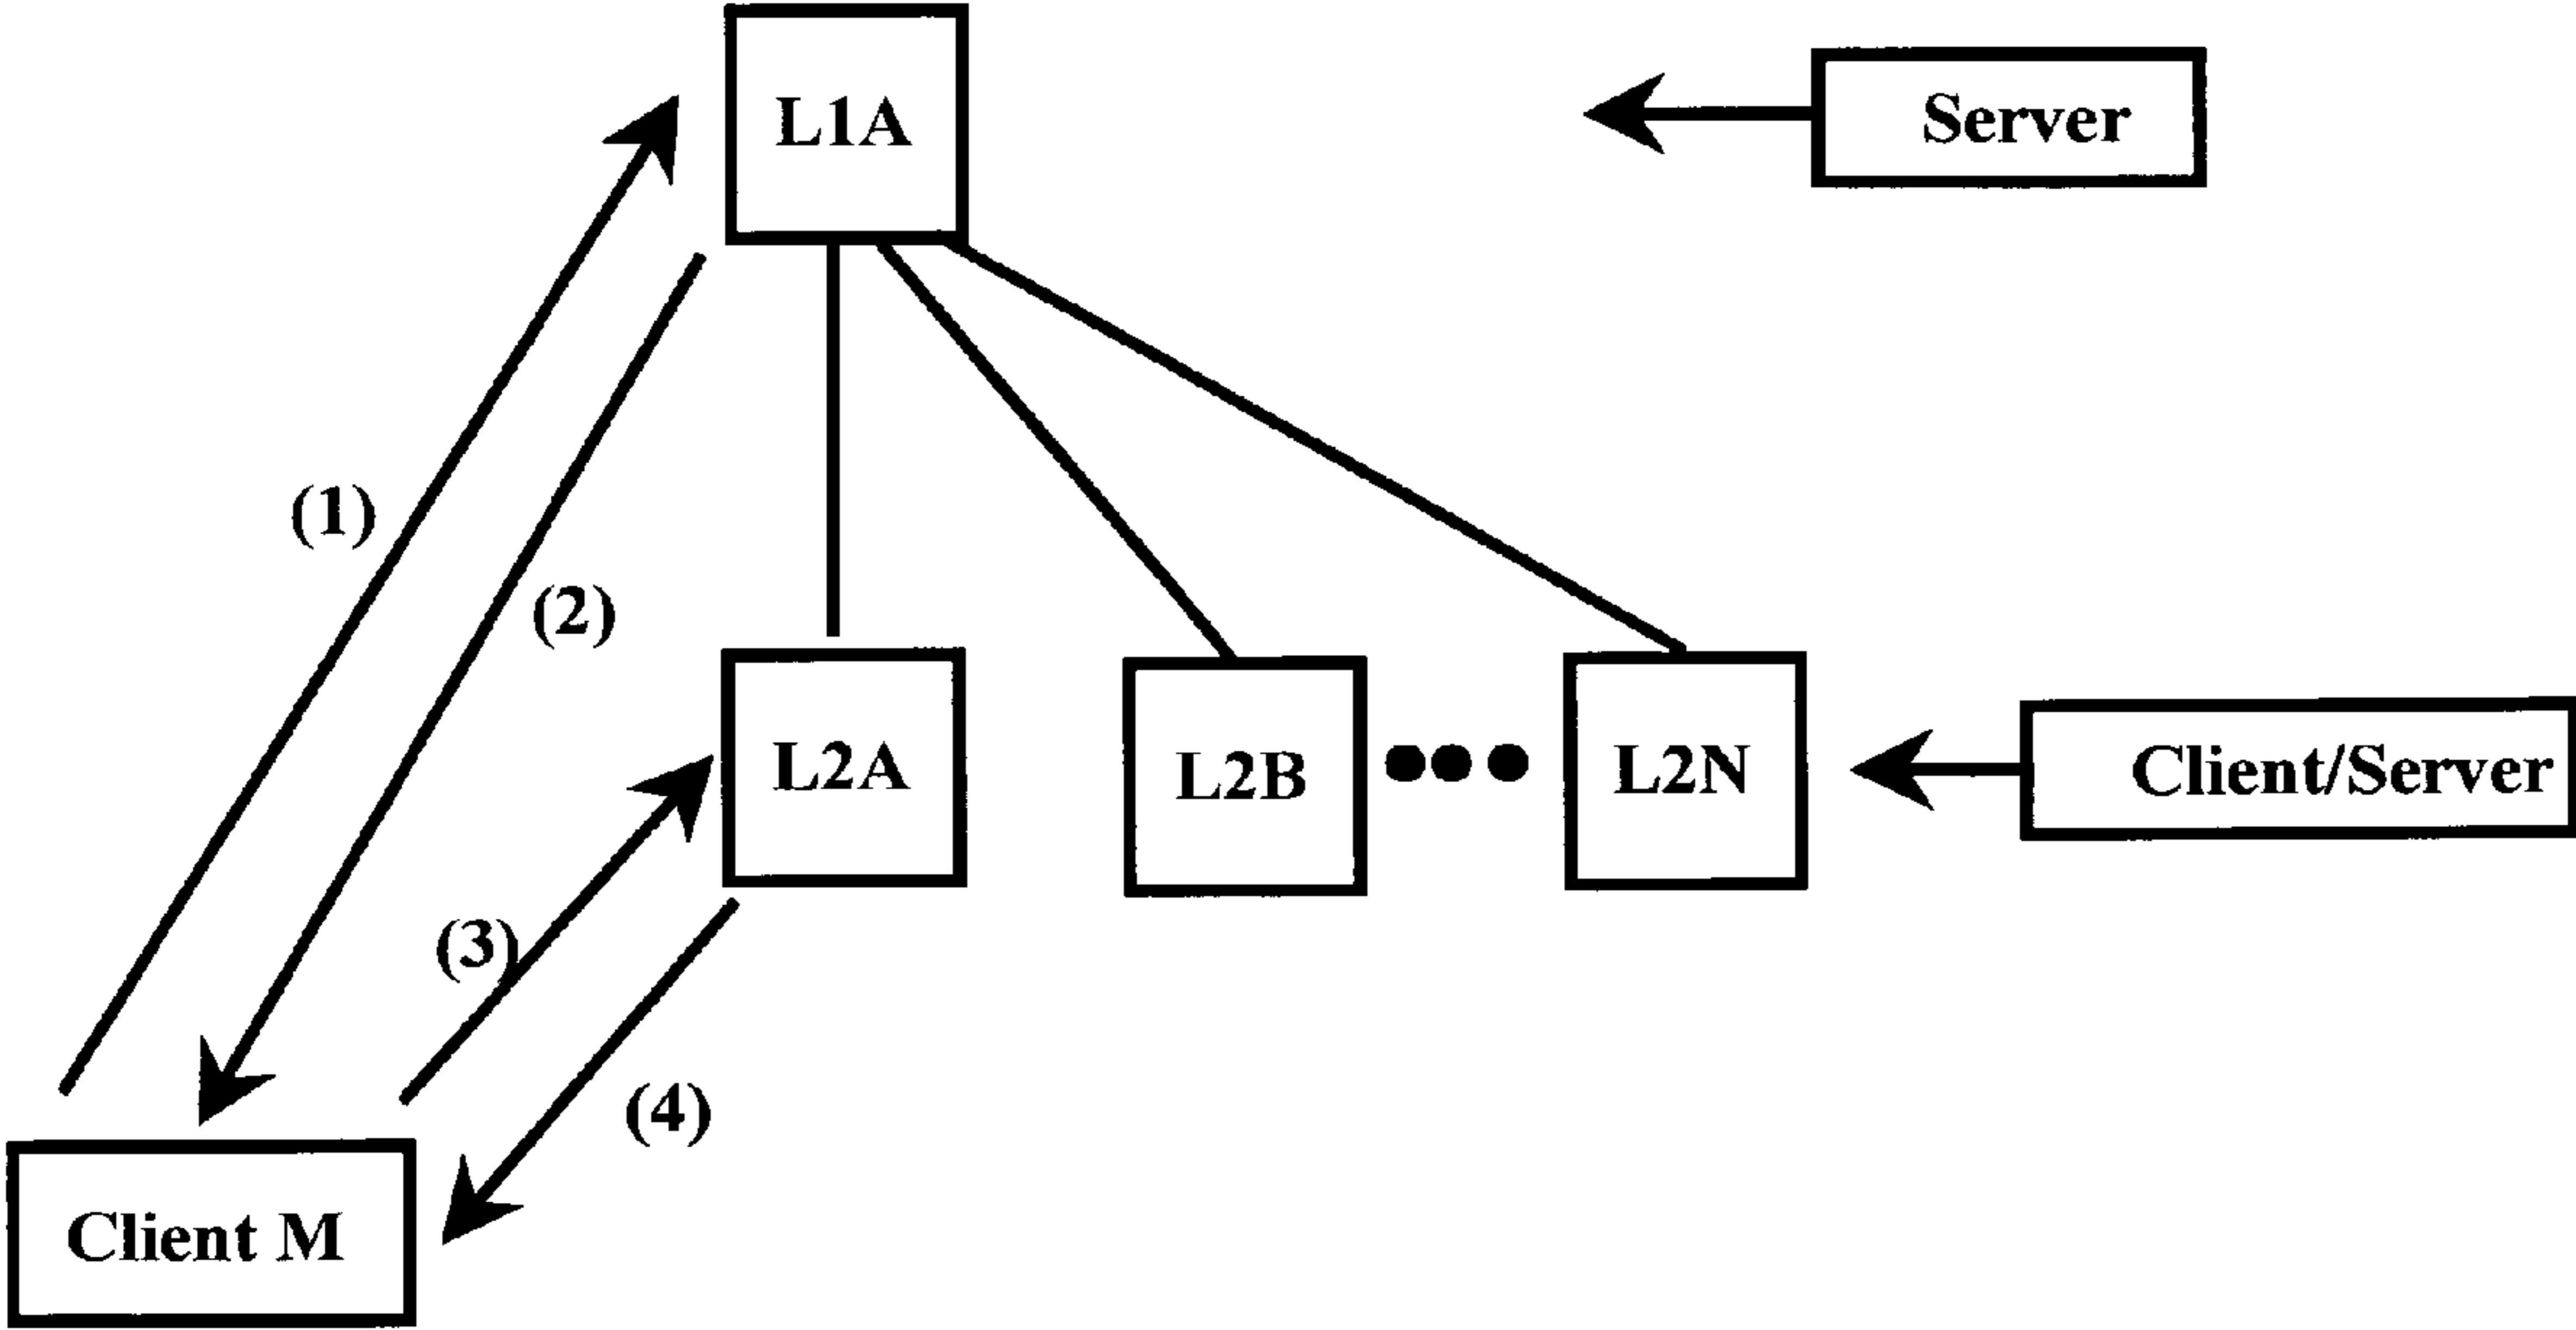 L1A
Server
(1)
(2)
L2A
L2B
L2N
Client/Server
(3)
(4)
Client M